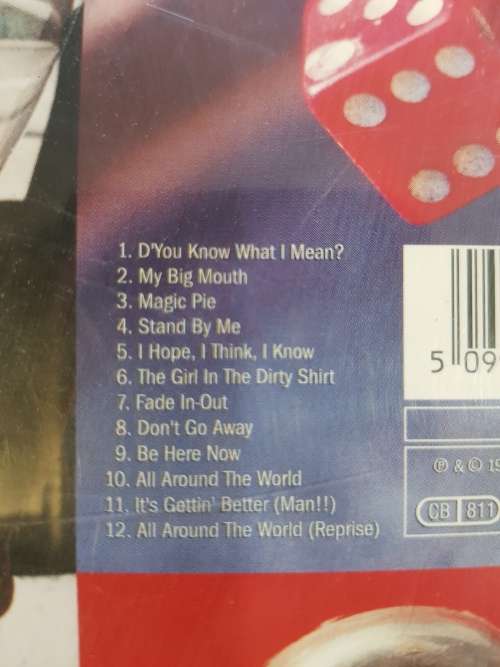 1. D'You Know What I Mean?
2. My Big Mouth
3. Magic Pie
4. Stand By Me
5. I Hope, I Think, I Know
6. The Girl In The Dirty Shirt
7. Fade In-Out
8. Don't Go Away
9. Be Here Now
10. All Around The World
11. It's Gettin' Better (Man!!)
12. All Around The World (Reprise)
5 09
℗ & © 19
CB 811